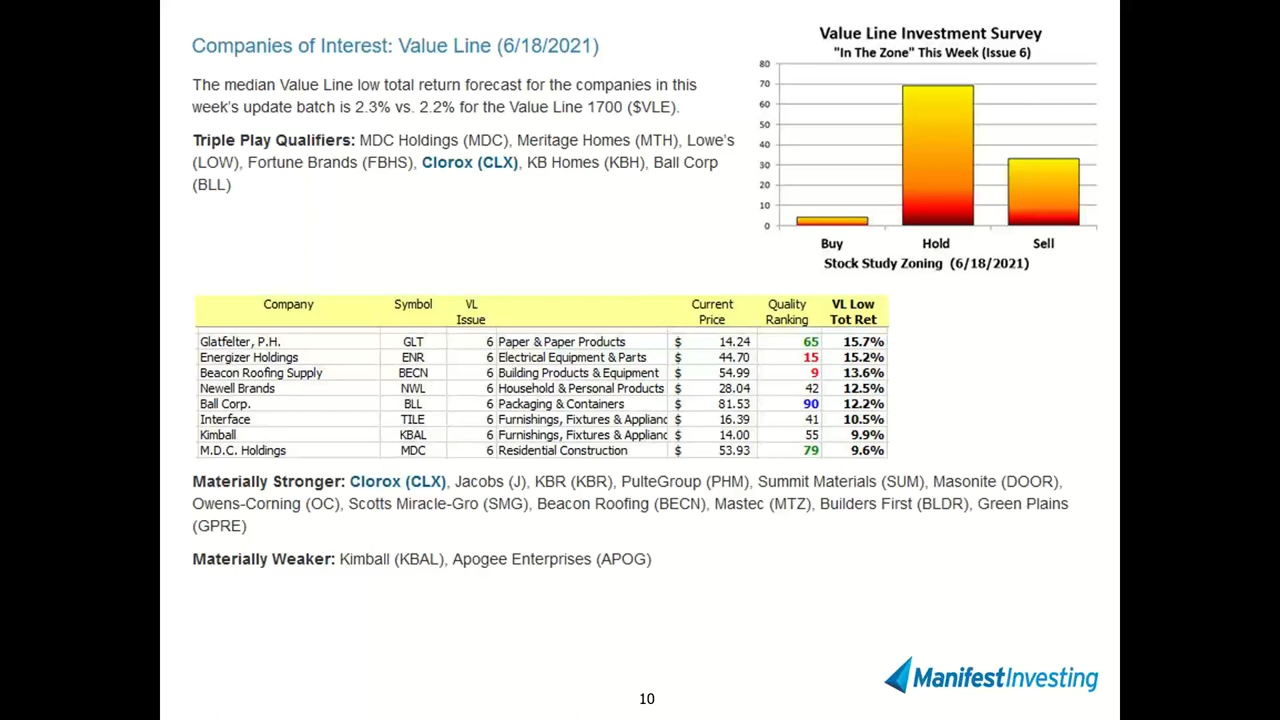 Companies of Interest: Value Line (6/18/2021)
The median Value Line low total return forecast for the companies in this
week's update batch is 2.3% vs. 2.2% for the Value Line 1700 ($VLE).
Triple Play Qualifiers: MDC Holdings (MDC), Meritage Homes (MTH), Lowe's
(LOW), Fortune Brands (FBHS), Clorox (CLX), KB Homes (KBH), Ball Corp
(BLL)
Value Line Investment Survey
"In The Zone" This Week (Issue 6)
80
70
60
50
40
30
20
10
0
Buy Hold Sell
Stock Study Zoning (6/18/2021)
Company Symbol VL Issue Current Price Quality Ranking VL Low Tot Ret
Glatfelter, P.H. GLT 6 Paper & Paper Products $ 14.24 65 15.7%
Energizer Holdings ENR 6 Electrical Equipment & Parts $ 44.70 15 15.2%
Beacon Roofing Supply BECN 6 Building Products & Equipment $ 54.99 9 13.6%
Newell Brands NWL 6 Household & Personal Products $ 28.04 42 12.5%
Ball Corp. BLL 6 Packaging & Containers $ 81.53 90 12.2%
Interface TILE 6 Furnishings, Fixtures & Applianc $ 16.39 41 10.5%
Kimball KBAL 6 Furnishings, Fixtures & Applianc $ 14.00 55 9.9%
M.D.C. Holdings MDC 6 Residential Construction $ 53.93 79 9.6%
Materially Stronger: Clorox (CLX), Jacobs (J), KBR (KBR), PulteGroup (PHM), Summit Materials (SUM), Masonite (DOOR),
Owens-Corning (OC), Scotts Miracle-Gro (SMG), Beacon Roofing (BECN), Mastec (MTZ), Builders First (BLDR), Green Plains
(GPRE)
Materially Weaker: Kimball (KBAL), Apogee Enterprises (APOG)
ManifestInvesting
10